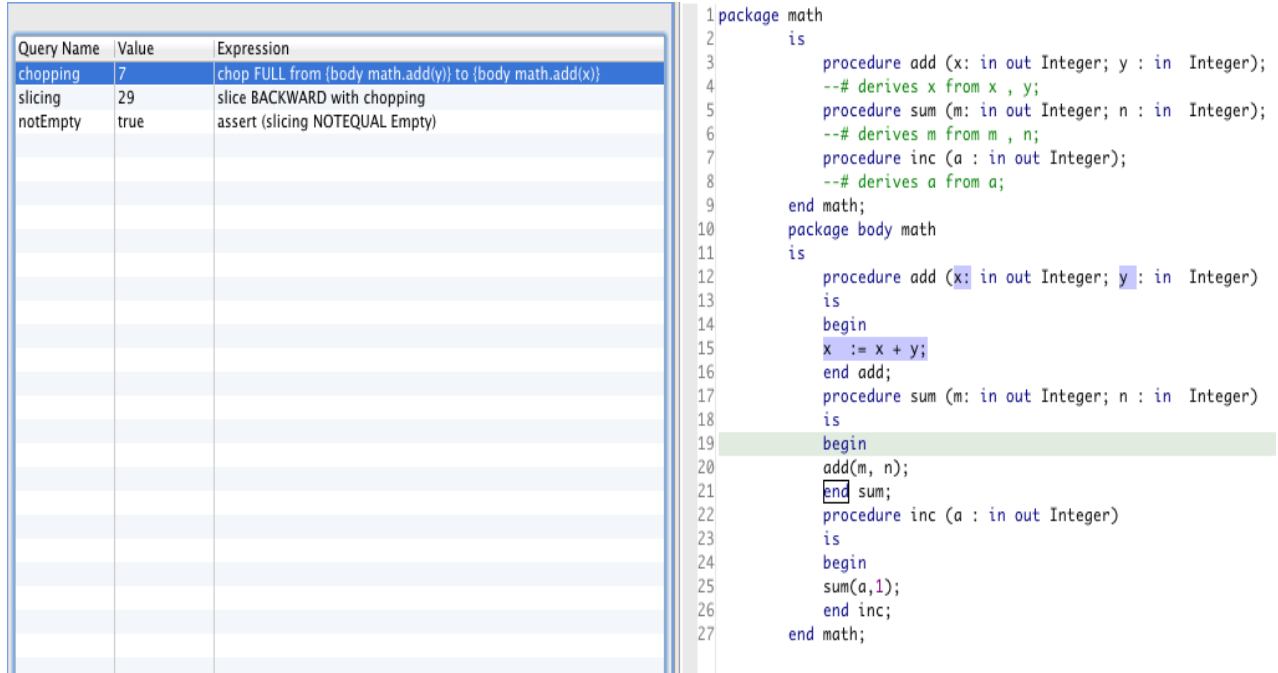 Query Name Value Expression
chopping 7 chop FULL from {body math.add(y)} to {body math.add(x)}
slicing 29 slice BACKWARD with chopping
notEmpty true assert (slicing NOTEQUAL Empty)
1 package math
2 is
3 procedure add (x: in out Integer; y : in  Integer);
4 --# derives x from x , y;
5 procedure sum (m: in out Integer; n : in  Integer);
6 --# derives m from m , n;
7 procedure inc (a : in out Integer);
8 --# derives a from a;
9 end math;
10 package body math
11 is
12 procedure add (x: in out Integer; y : in  Integer)
13 is
14 begin
15 x  := x + y;
16 end add;
17 procedure sum (m: in out Integer; n : in  Integer)
18 is
19 begin
20 add(m, n);
21 end sum;
22 procedure inc (a : in out Integer)
23 is
24 begin
25 sum(a,1);
26 end inc;
27 end math;